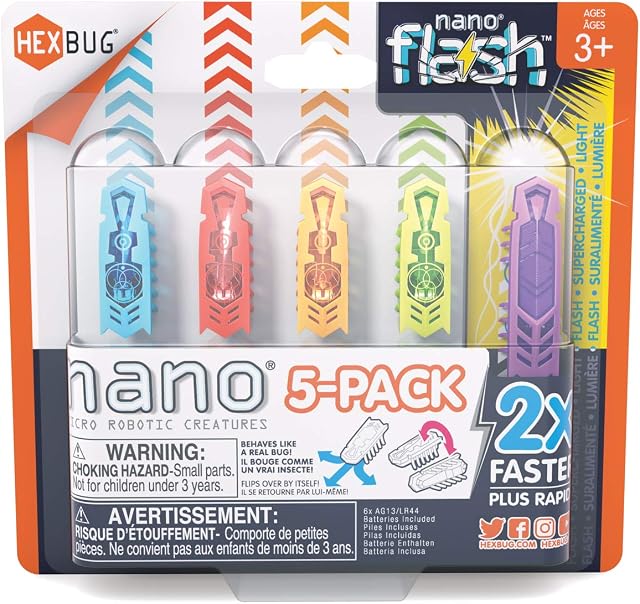 HEXBUG®
nano®
flash™
AGES
ÂGES
3+
FLASH • SUPERCHARGED • LIGHT
FLASH • SURALIMENTÉ • LUMIÈRE
nano®
MICRO ROBOTIC CREATURES
5-PACK
2X
FASTER
PLUS RAPID
WARNING:
CHOKING HAZARD-Small parts.
Not for children under 3 years.
BEHAVES LIKE
A REAL BUG!
IL BOUGE COMME
UN VRAI INSECTE!
FLIPS OVER BY ITSELF!
IL SE RETOURNE PAR LUI-MÊME!
AVERTISSEMENT:
RISQUE D'ÉTOUFFEMENT- Comporte de petites
pièces. Ne convient pas aux enfants de moins de 3 ans.
6x AG13/LR44
Batteries Included
Piles Incluses
Pilas Incluidas
Batterie Enthalten
Batteria Inclusa
HEXBUG.COM
HEXBUG